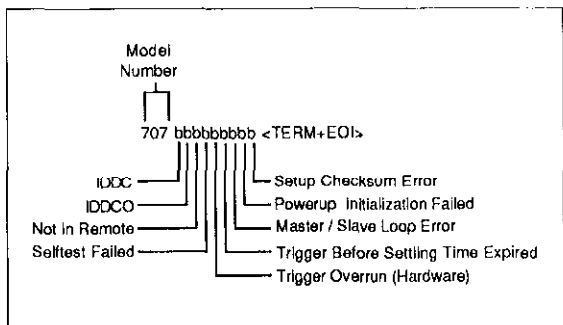 Model
Number
707 bbbbbbbbb <TERM+EOI>
IDDC
Setup Checksum Error
IDDCO
Powerup Initialization Failed
Not in Remote
Master / Slave Loop Error
Selftest Failed
Trigger Before Settling Time Expired
Trigger Overrun (Hardware)